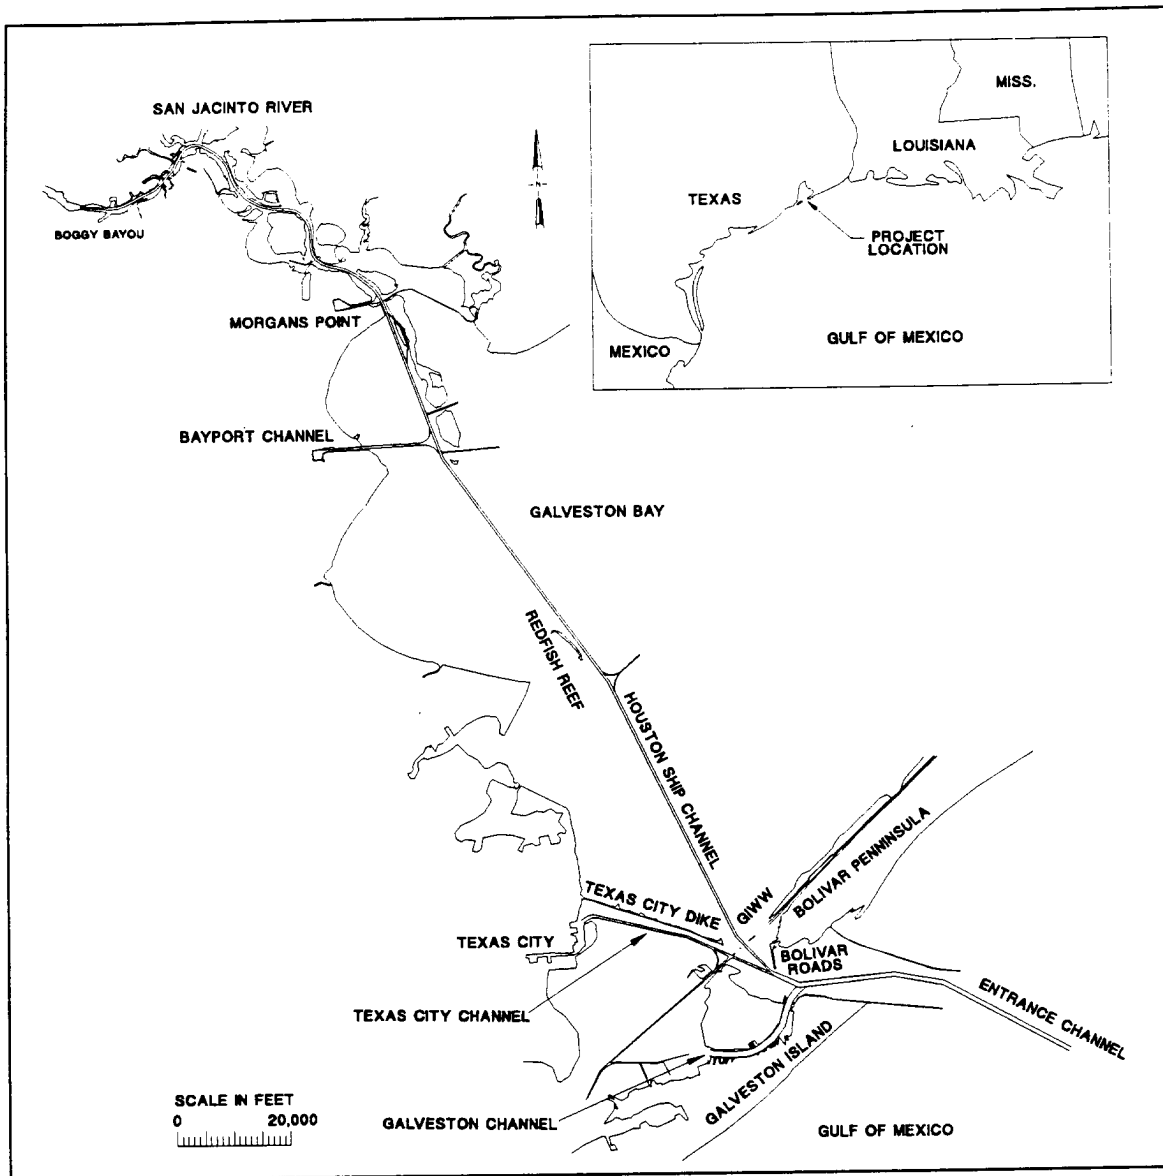 SAN JACINTO RIVER
BOGGY BAYOU
N
MORGANS POINT
BAYPORT CHANNEL
MISS.
LOUISIANA
TEXAS
PROJECT
LOCATION
MEXICO
GULF OF MEXICO
GALVESTON BAY
REDFISH REEF
HOUSTON SHIP CHANNEL
TEXAS CITY DIKE
GIWW
BOLIVAR PENNINSULA
TEXAS CITY
BOLIVAR
ROADS
TEXAS CITY CHANNEL
ENTRANCE CHANNEL
GALVESTON ISLAND
SCALE IN FEET
0 20,000
GALVESTON CHANNEL
GULF OF MEXICO